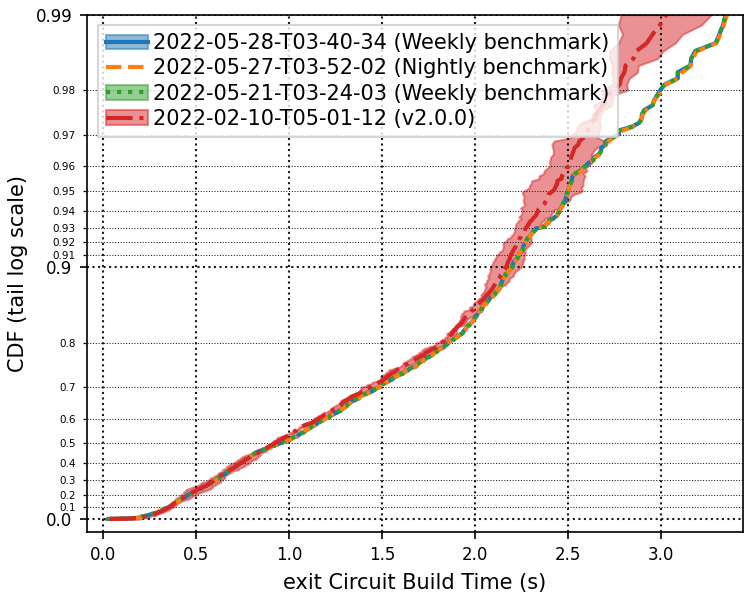 0.99
2022-05-28-T03-40-34 (Weekly benchmark)
2022-05-27-T03-52-02 (Nightly benchmark)
2022-05-21-T03-24-03 (Weekly benchmark)
2022-02-10-T05-01-12 (v2.0.0)
0.98
0.97
0.96
0.95
0.94
0.93
0.92
0.91
0.9
0.8
0.7
0.6
0.5
0.4
0.3
0.2
0.1
0.0
CDF (tail log scale)
0.0 0.5 1.0 1.5 2.0 2.5 3.0
exit Circuit Build Time (s)